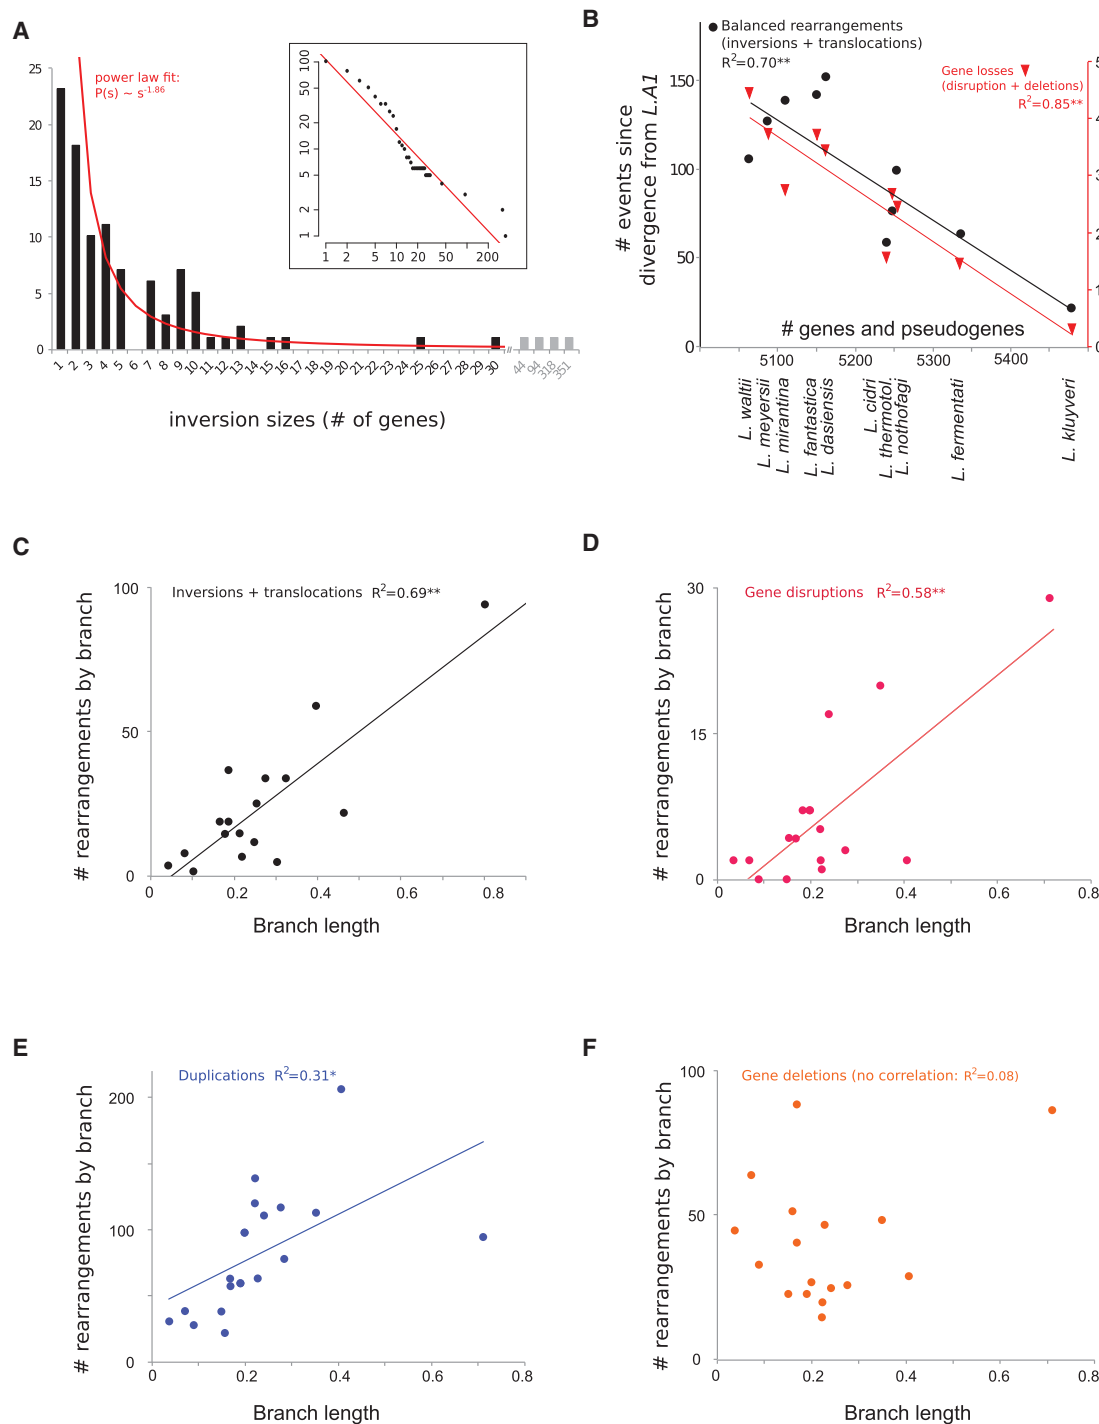 A
power law fit:
P(s) ~ s-1.86
25
20
15
10
5
0
1 2 3 4 5 6 7 8 9 10 11 12 13 14 15 16 17 18 19 20 21 22 23 24 25 26 27 28 29 30 // 44 94 318 351
inversion sizes (# of genes)
100
50
20
10
5
2
1
1 2 5 10 20 50 200
B
Balanced rearrangements
(inversions + translocations)
R2=0.70**
Gene losses
(disruption + deletions)
R2=0.85**
# events since
divergence from L.A1
150
100
50
0
5
4
3
2
1
0
# genes and pseudogenes
5100 5200 5300 5400
L. waltii
L. meyersii
L. mirantina
L. fantastica
L. dasiensis
L. cidri
L. thermotol.
L. nothofagi
L. fermentati
L. kluyveri
C
Inversions + translocations R2=0.69**
# rearrangements by branch
100
50
0
0 0.2 0.4 0.6 0.8
Branch length
D
Gene disruptions R2=0.58**
# rearrangements by branch
30
15
0
0 0.2 0.4 0.6 0.8
Branch length
E
Duplications R2=0.31*
# rearrangements by branch
200
100
0
0 0.2 0.4 0.6 0.8
Branch length
F
Gene deletions (no correlation: R2=0.08)
# rearrangements by branch
100
50
0
0 0.2 0.4 0.6 0.8
Branch length